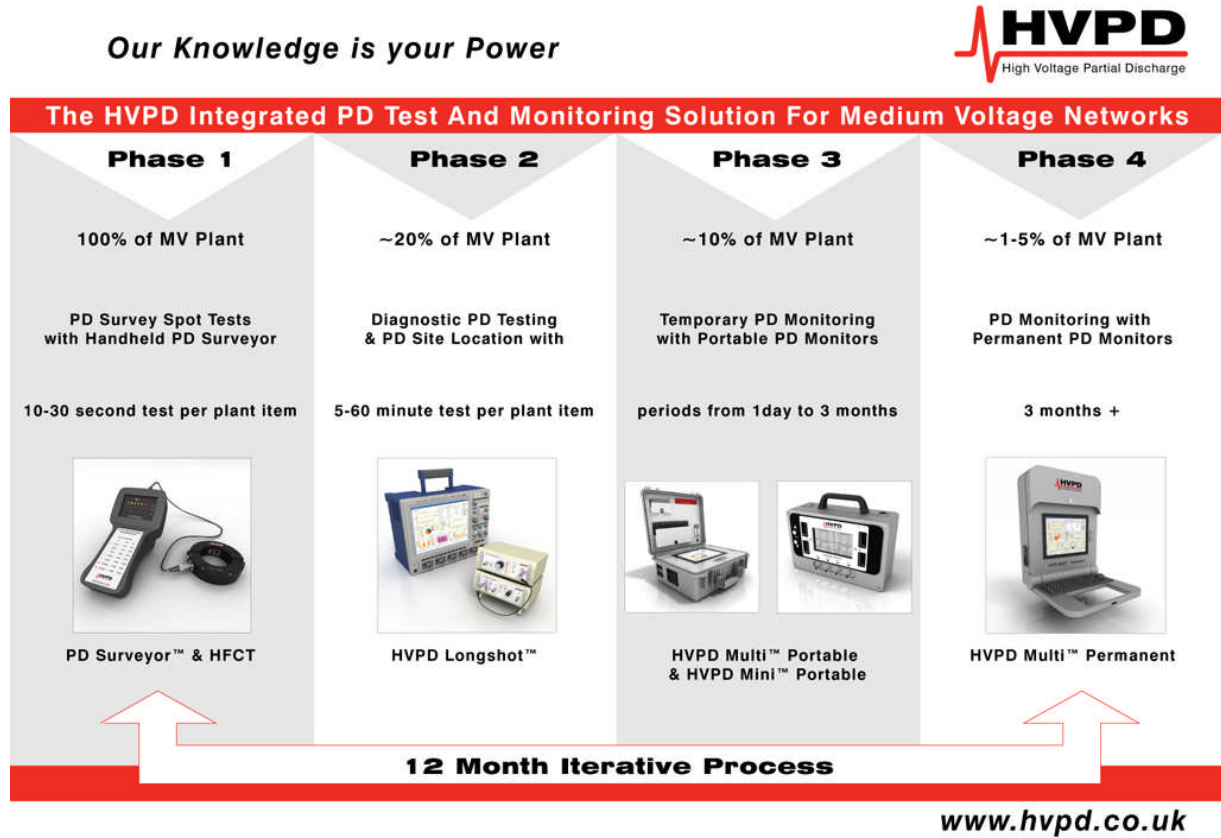 Our Knowledge is your Power
HVPD
High Voltage Partial Discharge
The HVPD Integrated PD Test And Monitoring Solution For Medium Voltage Networks
Phase 1
100% of MV Plant
PD Survey Spot Tests
with Handheld PD Surveyor
10-30 second test per plant item
PD Surveyor™ & HFCT
Phase 2
~20% of MV Plant
Diagnostic PD Testing
& PD Site Location with
5-60 minute test per plant item
HVPD Longshot™
Phase 3
~10% of MV Plant
Temporary PD Monitoring
with Portable PD Monitors
periods from 1day to 3 months
HVPD
HVPD Multi™ Portable
& HVPD Mini™ Portable
Phase 4
~1-5% of MV Plant
PD Monitoring with
Permanent PD Monitors
3 months +
HVPD
HVPD Multi™ Permanent
12 Month Iterative Process
www.hvpd.co.uk